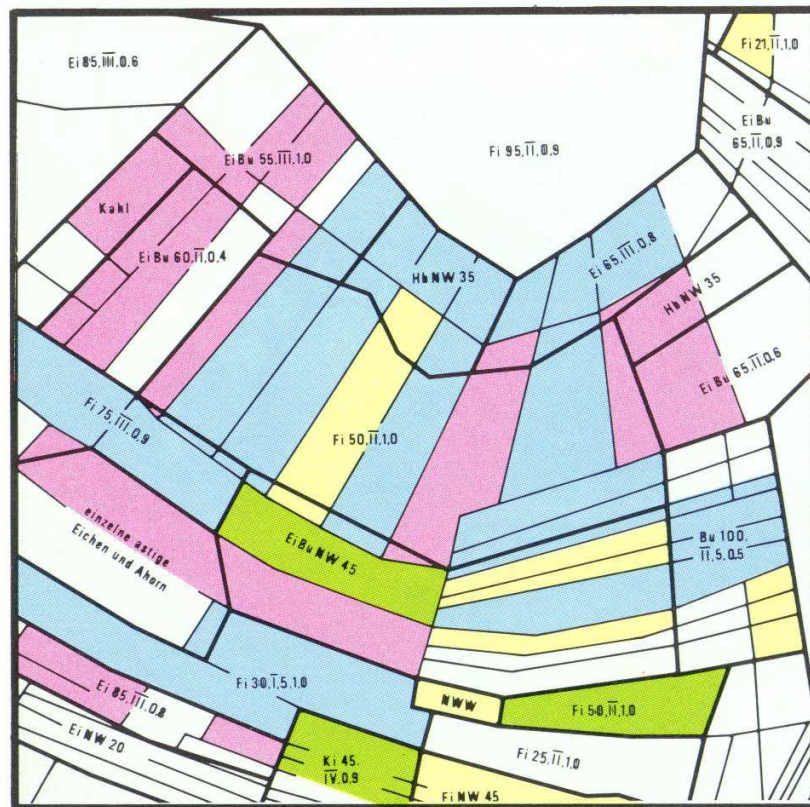 Ei 85, III, 0,6
Fi 21, II, 1,0
Ei Bu
65, II, 0,9
Fi 95, II, 0,9
Ei Bu 55, III, 1,0
Kahl
Ei Bu 60, II, 0,4
Hb NW 35
Ei 65, III, 0,8
Hb NW 35
Ei Bu 65, II, 0,6
Fi 75, III, 0,9
Fi 50, II, 1,0
einzelne astige
Eichen und Ahorn
Ei Bu NW 45
Bu 100,
II, 5, 0,5
Fi 30, I, 5, 1,0
Ei 85, III, 0,8
Ei NW 20
NWW
Fi 50, II, 1,0
Ki 45,
IV, 0,9
Fi 25, II, 1,0
Fi NW 45